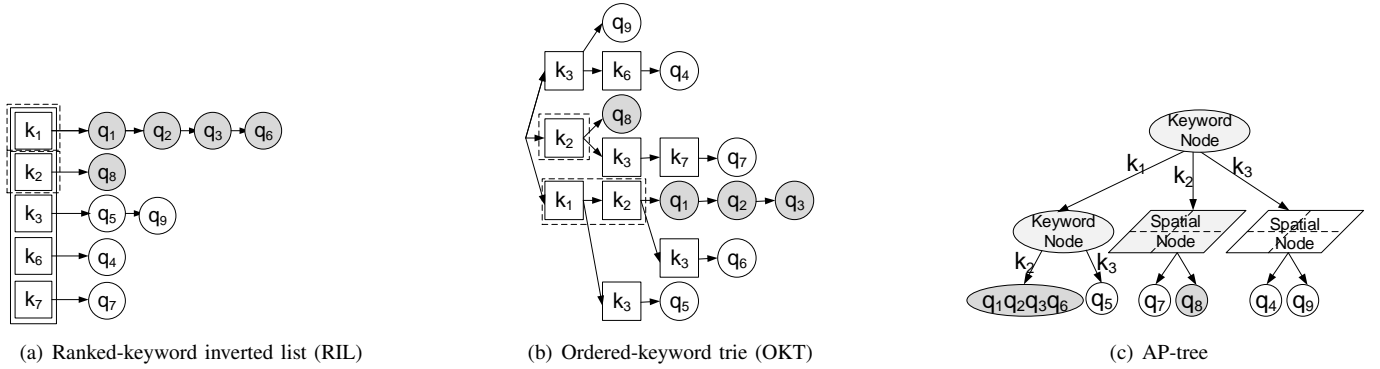 k1 q1 q2 q3 q6
k2 q8
k3 q5 q9
k6 q4
k7 q7
(a) Ranked-keyword inverted list (RIL)
q9
k3 k6 q4
q8
k2
k3 k7 q7
k1 k2 q1 q2 q3
k3 q6
k3 q5
(b) Ordered-keyword trie (OKT)
Keyword
Node
k1 k2 k3
Keyword
Node
Spatial
Node
Spatial
Node
k2 k3
q1q2q3q6 q5 q7 q8 q4 q9
(c) AP-tree